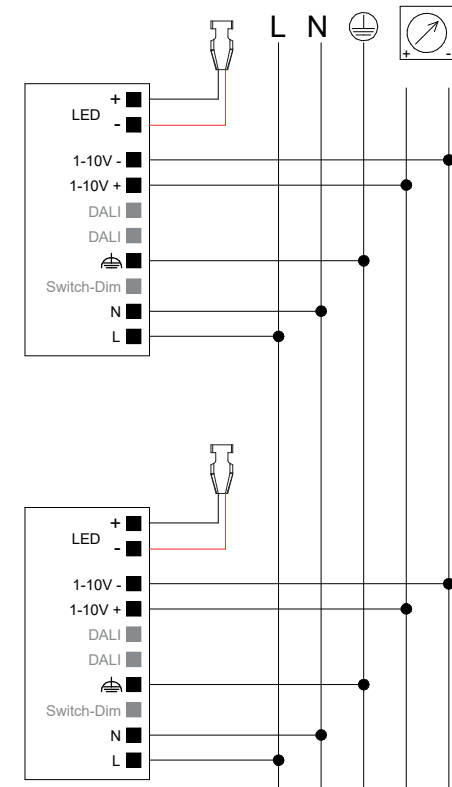 L N
+ -
+
LED
-
1-10V -
1-10V +
DALI
DALI
Switch-Dim
N
L
+
LED
-
1-10V -
1-10V +
DALI
DALI
Switch-Dim
N
L